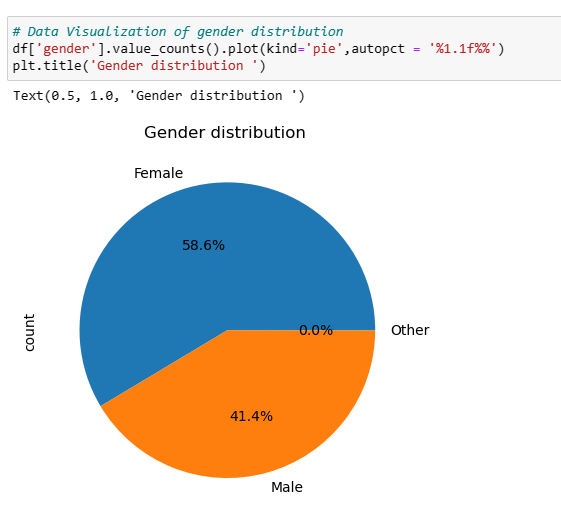 # Data Visualization of gender distribution
df['gender'].value_counts().plot(kind='pie',autopct = '%1.1f%%')
plt.title('Gender distribution ')
Text(0.5, 1.0, 'Gender distribution ')
Gender distribution
Female
58.6%
count
0.0%
Other
41.4%
Male